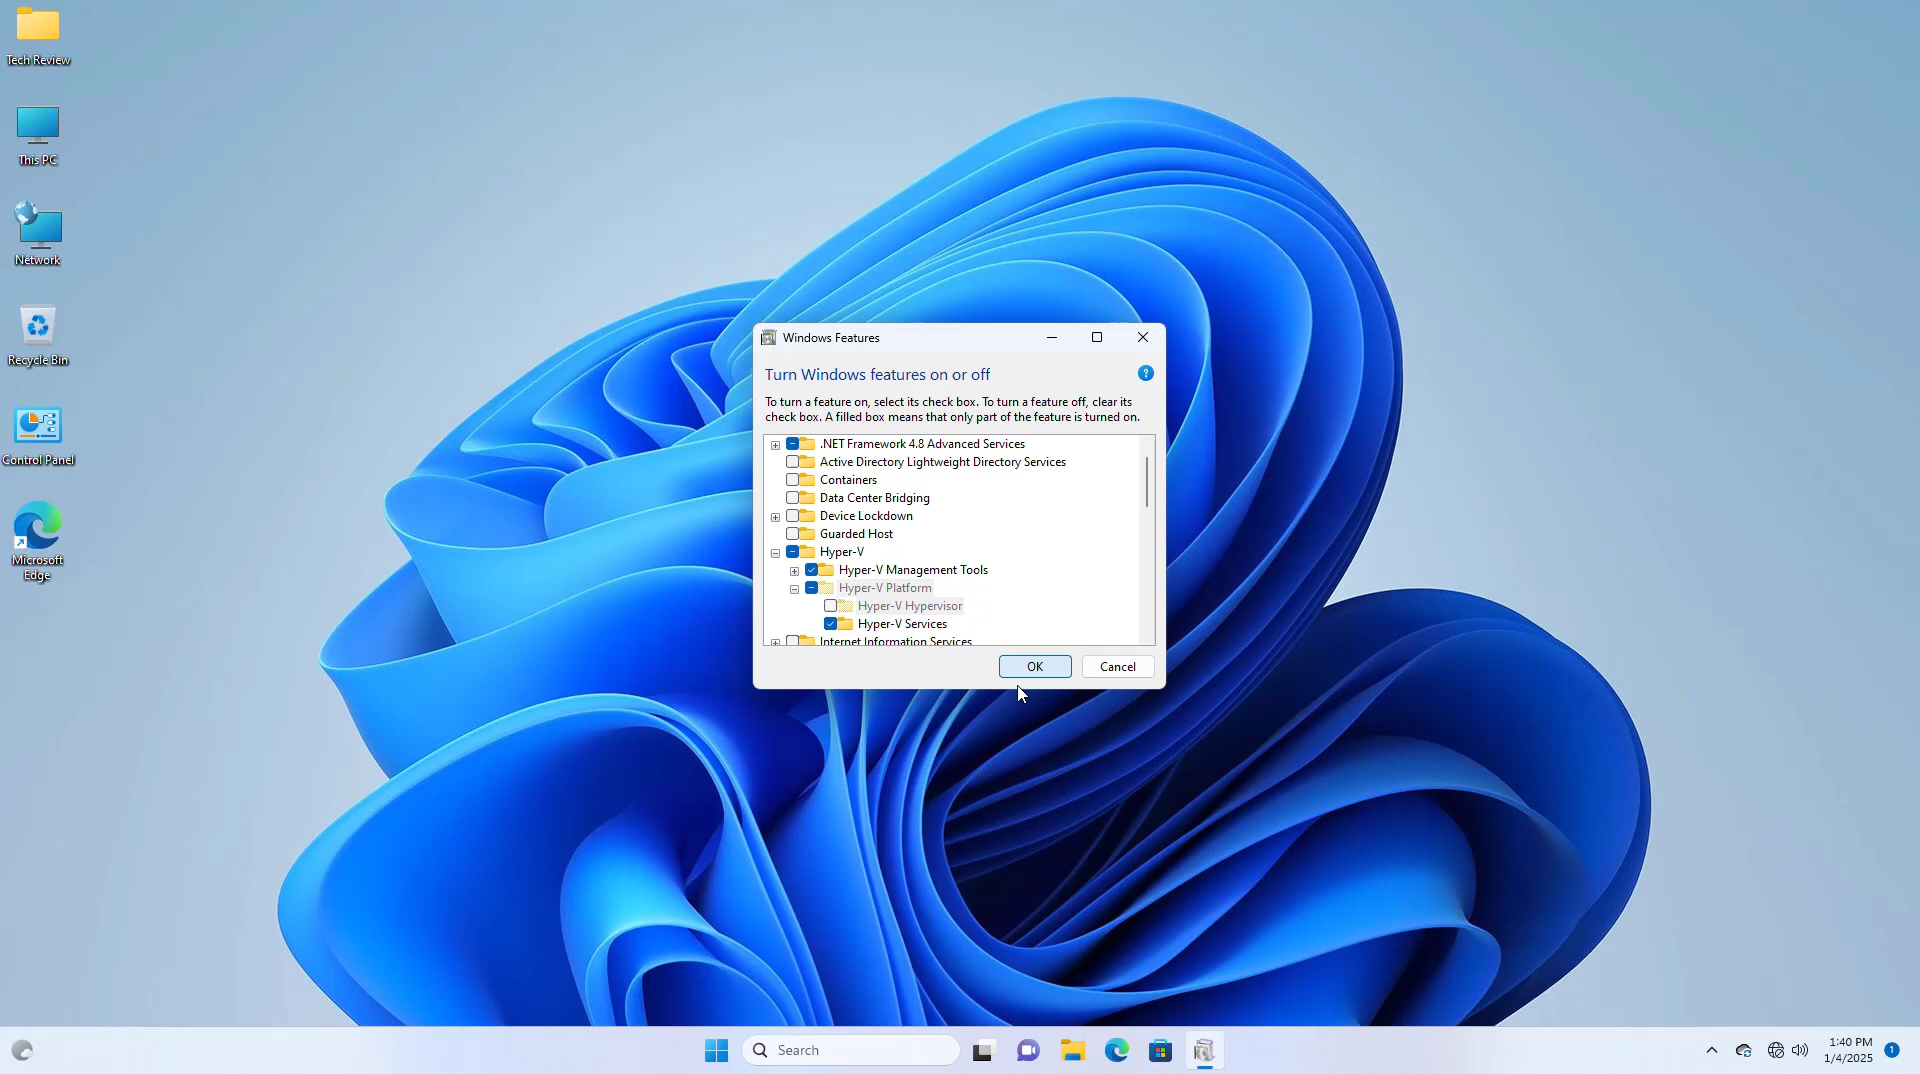 Tech Review
This PC
Network
Recycle Bin
Control Panel
Microsoft
Edge
Windows Features
Turn Windows features on or off
?
To turn a feature on, select its check box. To turn a feature off, clear its
check box. A filled box means that only part of the feature is turned on.
.NET Framework 4.8 Advanced Services
Active Directory Lightweight Directory Services
Containers
Data Center Bridging
Device Lockdown
Guarded Host
Hyper-V
Hyper-V Management Tools
Hyper-V Platform
Hyper-V Hypervisor
Hyper-V Services
Internet Information Services
OK
Cancel
Search
1:40 PM
1/4/2025
1